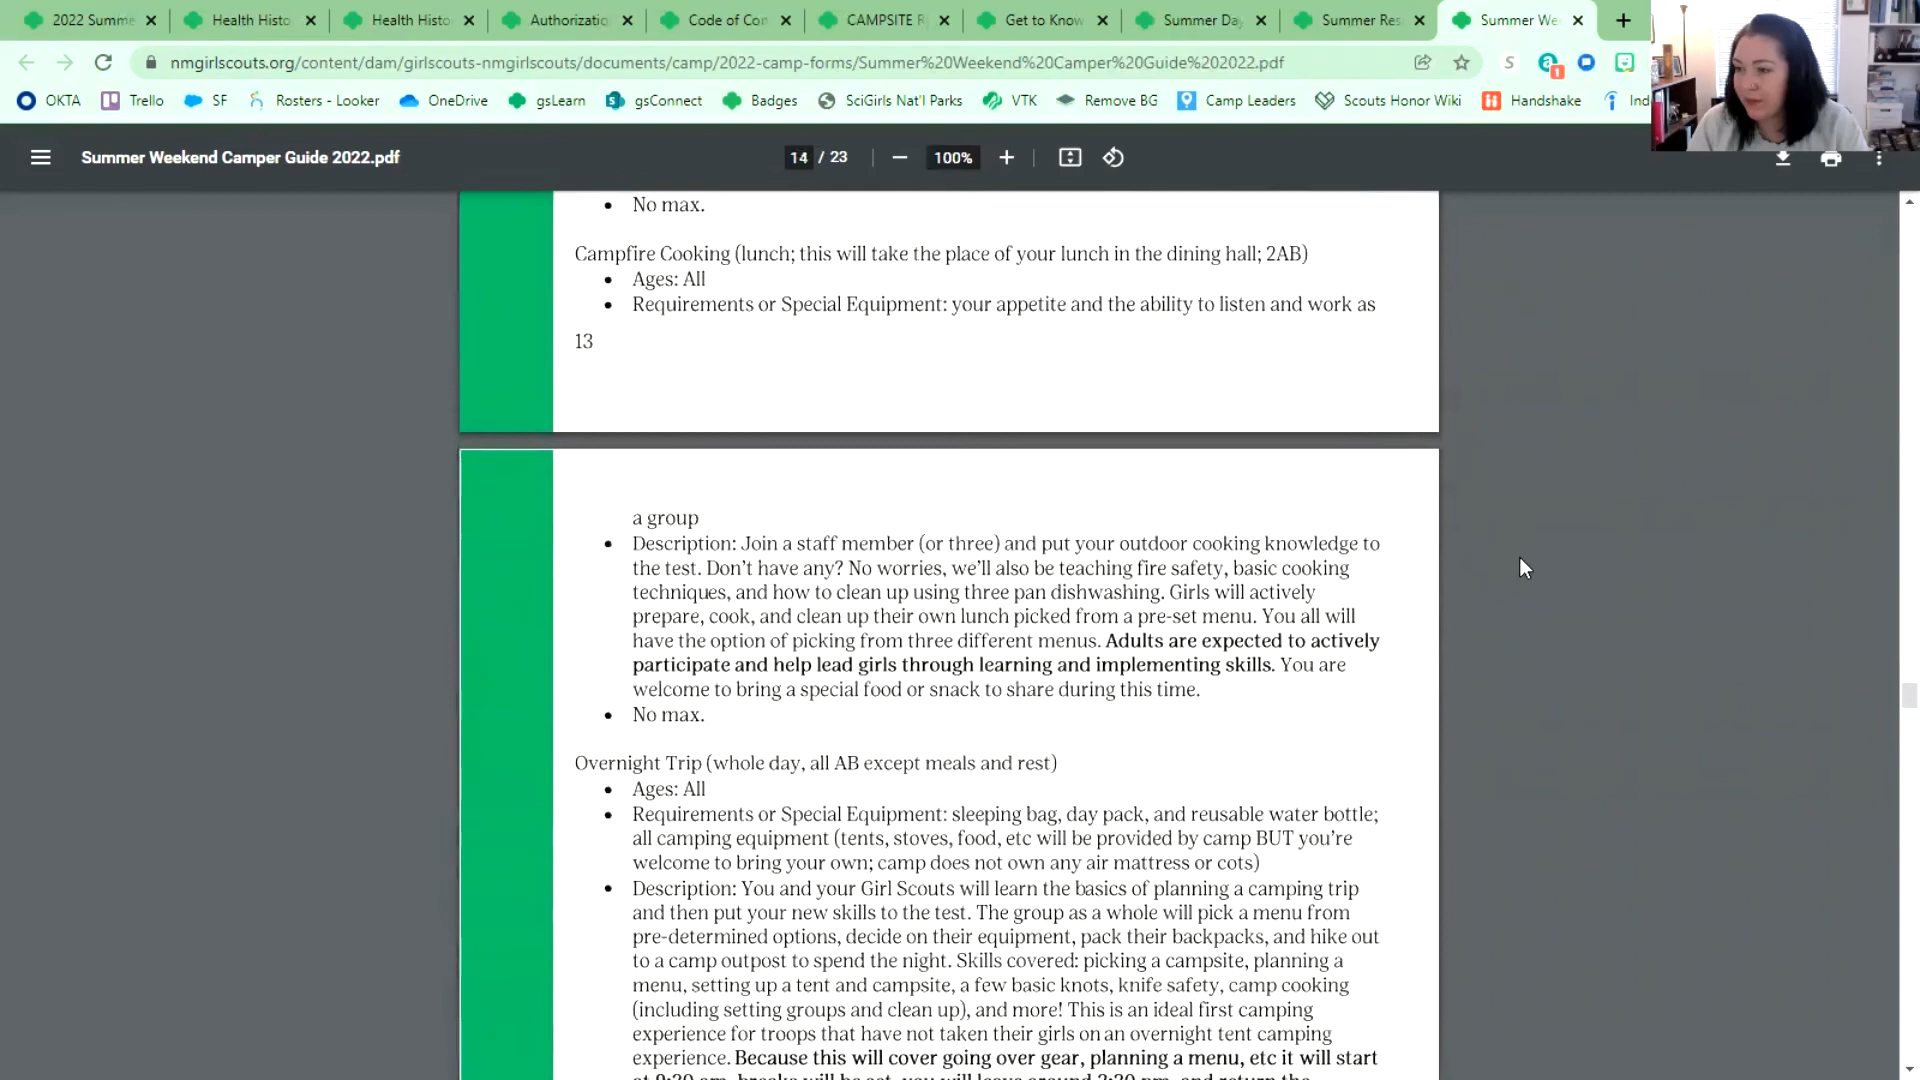 2022 Summe
Health Histo
Health Histo
Authorizatio
Code of Con
CAMPSITE R
Get to Know
Summer Day
Summer Res
Summer We
nmgirlscouts.org/content/dam/girlscouts-nmgirlscouts/documents/camp/2022-camp-forms/Summer%20Weekend%20Camper%20Guide%202022.pdf
OKTA Trello SF Rosters - Looker OneDrive gsLearn gsConnect Badges SciGirls Nat'l Parks VTK Remove BG Camp Leaders Scouts Honor Wiki Handshake Ind
Summer Weekend Camper Guide 2022.pdf 14 / 23 100%
• No max.
Campfire Cooking (lunch; this will take the place of your lunch in the dining hall; 2AB)
• Ages: All
• Requirements or Special Equipment: your appetite and the ability to listen and work as
13
a group
• Description: Join a staff member (or three) and put your outdoor cooking knowledge to
the test. Don't have any? No worries, we'll also be teaching fire safety, basic cooking
techniques, and how to clean up using three pan dishwashing. Girls will actively
prepare, cook, and clean up their own lunch picked from a pre-set menu. You all will
have the option of picking from three different menus. Adults are expected to actively
participate and help lead girls through learning and implementing skills. You are
welcome to bring a special food or snack to share during this time.
• No max.
Overnight Trip (whole day, all AB except meals and rest)
• Ages: All
• Requirements or Special Equipment: sleeping bag, day pack, and reusable water bottle;
all camping equipment (tents, stoves, food, etc will be provided by camp BUT you're
welcome to bring your own; camp does not own any air mattress or cots)
• Description: You and your Girl Scouts will learn the basics of planning a camping trip
and then put your new skills to the test. The group as a whole will pick a menu from
pre-determined options, decide on their equipment, pack their backpacks, and hike out
to a camp outpost to spend the night. Skills covered: picking a campsite, planning a
menu, setting up a tent and campsite, a few basic knots, knife safety, camp cooking
(including setting groups and clean up), and more! This is an ideal first camping
experience for troops that have not taken their girls on an overnight tent camping
experience. Because this will cover going over gear, planning a menu, etc it will start